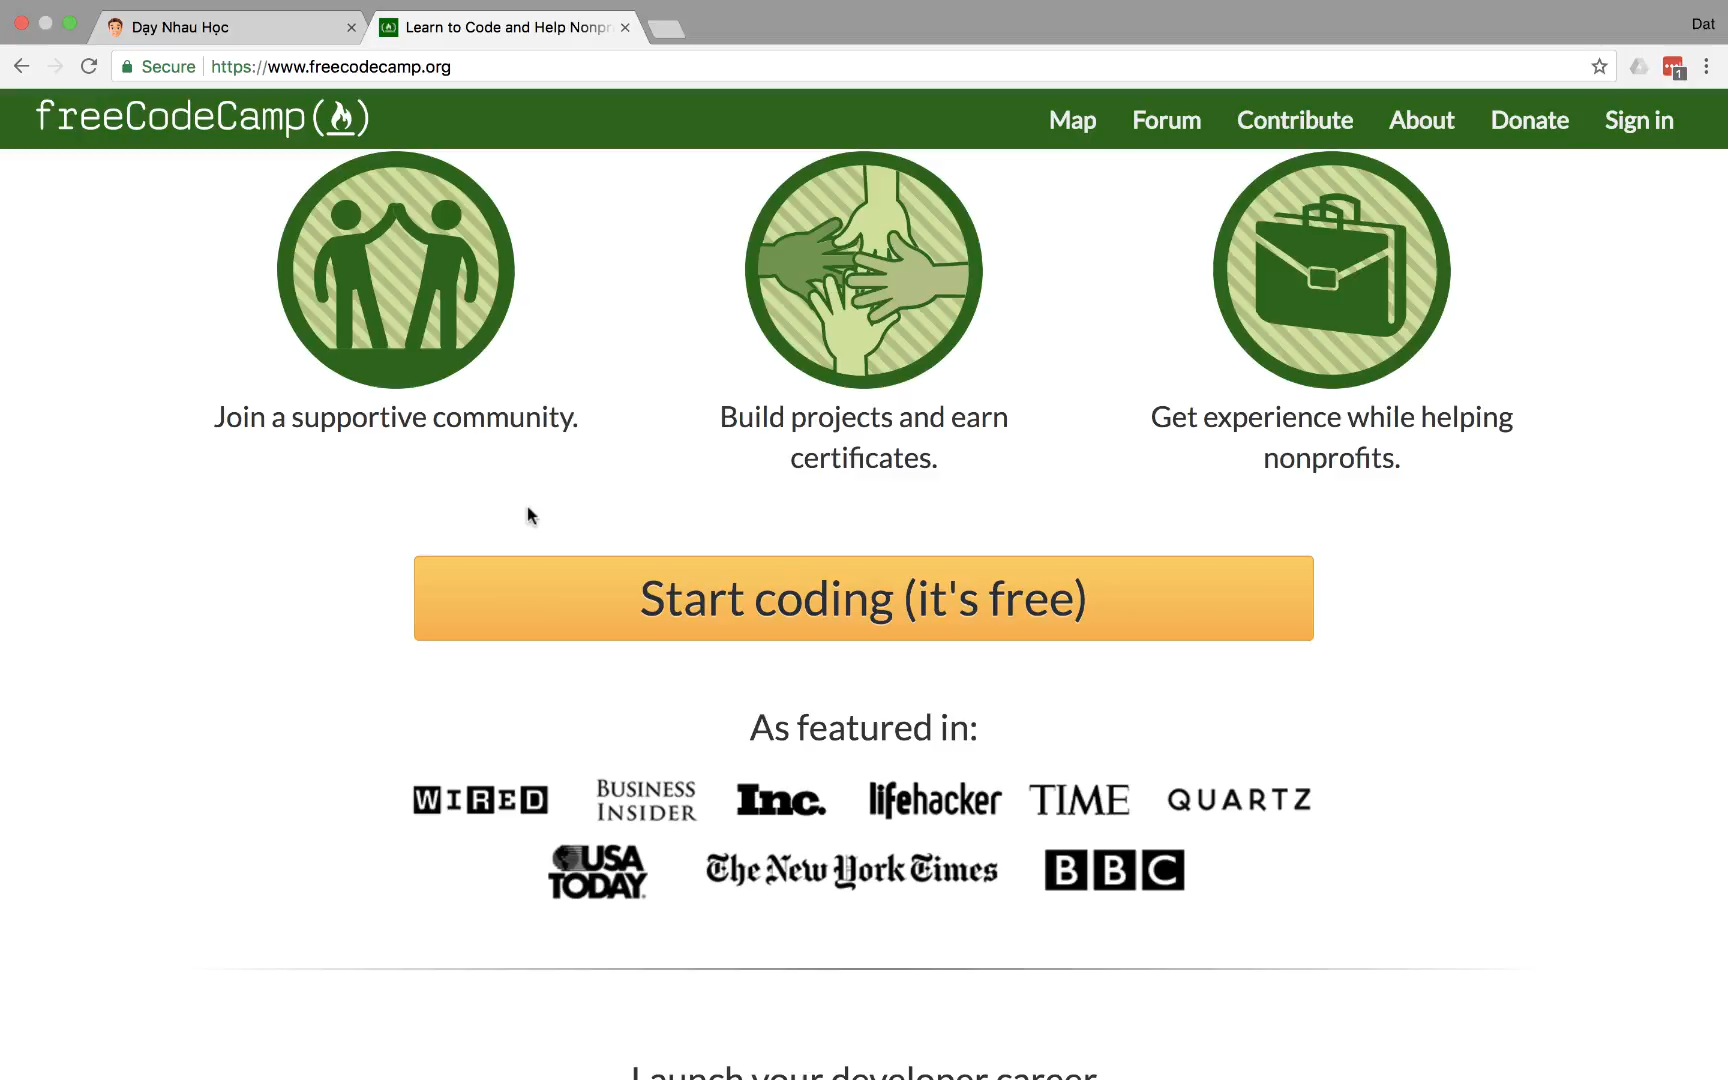 Dạy Nhau Học
Learn to Code and Help Nonpr
Dat
Secure
https://www.freecodecamp.org
1
freeCodeCamp
Map
Forum
Contribute
About
Donate
Sign in
Join a supportive community.
Build projects and earn
certificates.
Get experience while helping
nonprofits.
Start coding (it's free)
As featured in:
WIRED
BUSINESS
INSIDER
Inc.
lifehacker
TIME
QUARTZ
USA
TODAY
The New York Times
BBC
Launch your developer career